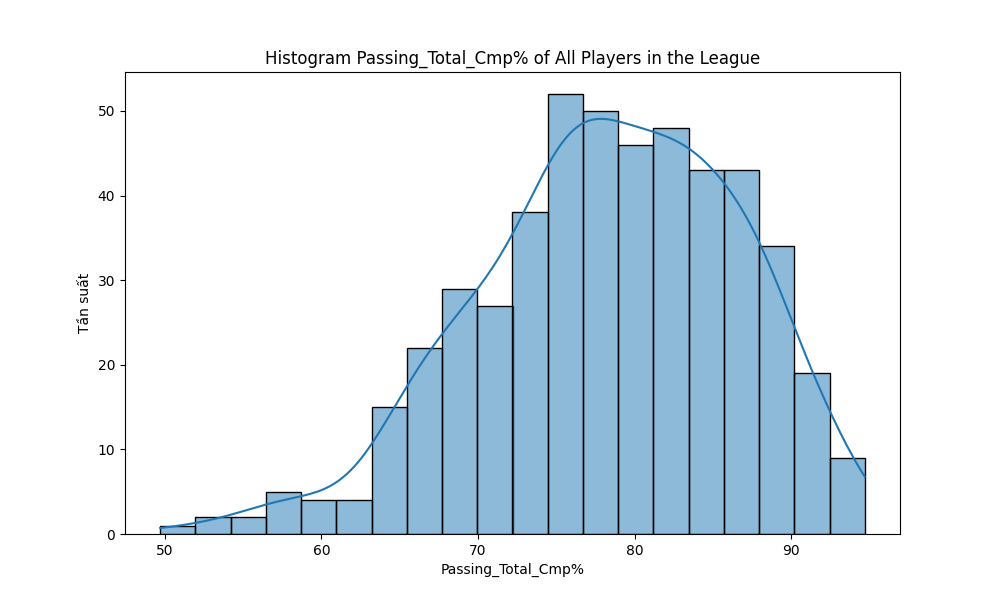 Histogram Passing_Total_Cmp% of All Players in the League
Tần suất
50
40
30
20
10
0
50 60 70 80 90
Passing_Total_Cmp%